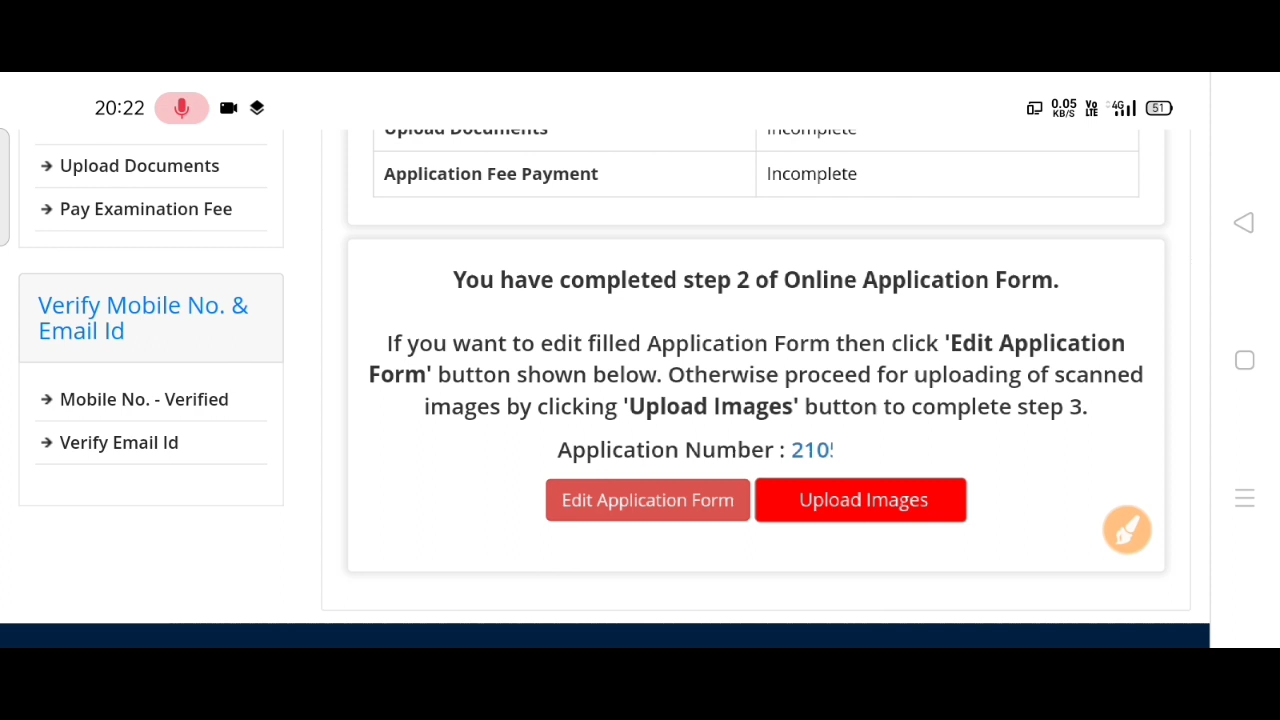 20:22
0.05 KB/S
Vo LTE
4G
51
Upload Documents
Incomplete
→ Upload Documents
Application Fee Payment
Incomplete
→ Pay Examination Fee
You have completed step 2 of Online Application Form.
Verify Mobile No. &
Email Id
If you want to edit filled Application Form then click 'Edit Application
Form' button shown below. Otherwise proceed for uploading of scanned
images by clicking 'Upload Images' button to complete step 3.
→ Mobile No. - Verified
→ Verify Email Id
Application Number : 210
Edit Application Form
Upload Images